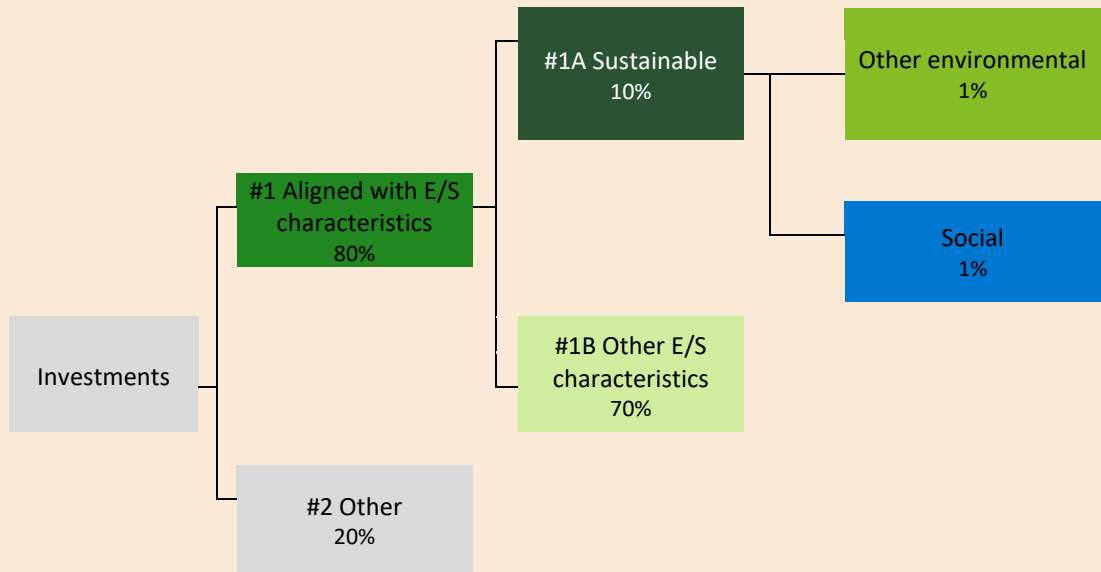 #1A Sustainable
10%
Other environmental
1%
#1 Aligned with E/S
characteristics
80%
Social
1%
Investments
#1B Other E/S
characteristics
70%
#2 Other
20%